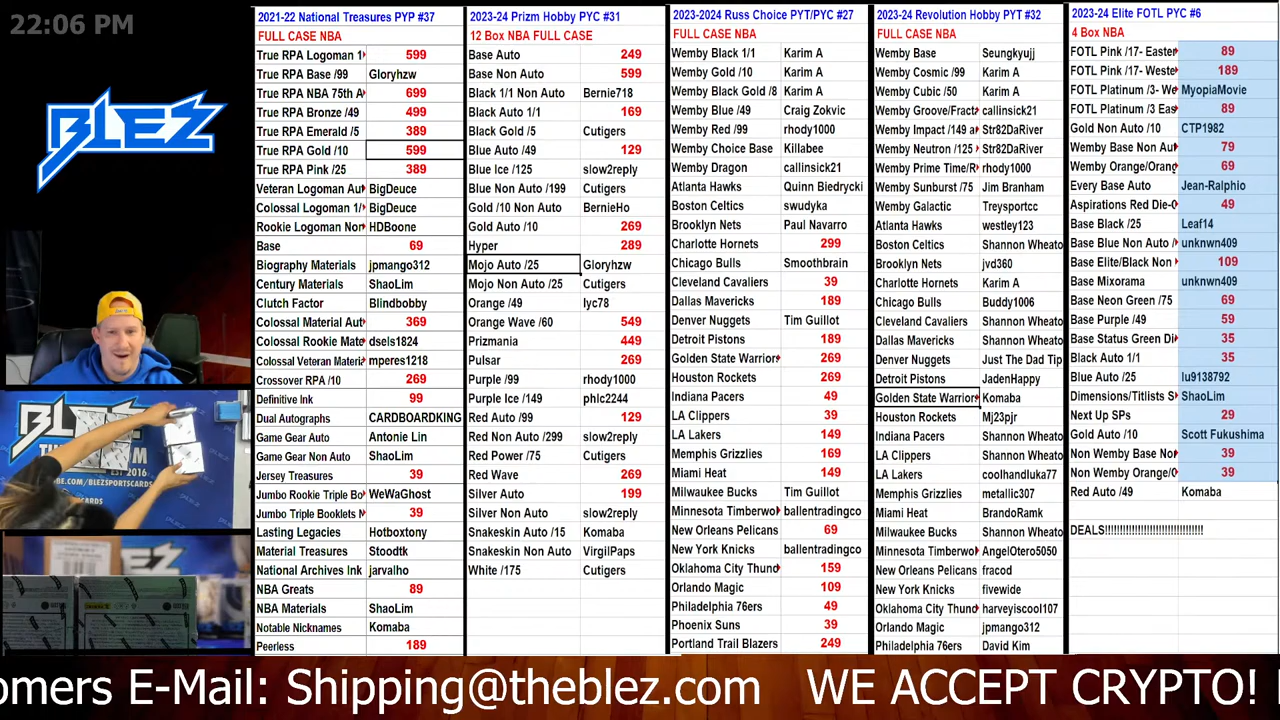 22:06 PM
BLEZ
2021-22 National Treasures PYP #37
FULL CASE NBA
True RPA Logoman 1 599
True RPA Base /99 Gloryhzw
True RPA NBA 75th A 699
True RPA Bronze /49 499
True RPA Emerald /5 389
True RPA Gold /10 599
True RPA Pink /25 389
Veteran Logoman Au BigDeuce
Colossal Logoman 1/ BigDeuce
Rookie Logoman Non HDBoone
Base 69
Biography Materials jpmango312
Century Materials ShaoLim
Clutch Factor Blindbobby
Colossal Material Aut 369
Colossal Rookie Mate dsels1824
Colossal Veteran Materi mperes1218
Crossover RPA /10 269
Definitive Ink 99
Dual Autographs CARDBOARDKING
Game Gear Auto Antonie Lin
Game Gear Non Auto ShaoLim
Jersey Treasures 39
Jumbo Rookie Triple Bo WeWaGhost
Jumbo Triple Booklets N 39
Lasting Legacies Hotboxtony
Material Treasures Stoodtk
National Archives Ink jarvalho
NBA Greats 89
NBA Materials ShaoLim
Notable Nicknames Komaba
Peerless 189
2023-24 Prizm Hobby PYC #31
12 Box NBA FULL CASE
Base Auto 249
Base Non Auto 599
Black 1/1 Non Auto Bernie718
Black Auto 1/1 169
Black Gold /5 Cutigers
Blue Auto /49 129
Blue Ice /125 slow2reply
Blue Non Auto /199 Cutigers
Gold /10 Non Auto BernieHo
Gold Auto /10 269
Hyper 289
Mojo Auto /25 Gloryhzw
Mojo Non Auto /25 Cutigers
Orange /49 lyc78
Orange Wave /60 549
Prizmania 449
Pulsar 269
Purple /99 rhody1000
Purple Ice /149 phlc2244
Red Auto /99 129
Red Non Auto /299 slow2reply
Red Power /75 Cutigers
Red Wave 269
Silver Auto 199
Silver Non Auto slow2reply
Snakeskin Auto /15 Komaba
Snakeskin Non Auto VirgilPaps
White /175 Cutigers
2023-2024 Russ Choice PYT/PYC #27
FULL CASE NBA
Wemby Black 1/1 Karim A
Wemby Gold /10 Karim A
Wemby Black Gold /8 Karim A
Wemby Blue /49 Craig Zokvic
Wemby Red /99 rhody1000
Wemby Choice Base Killabee
Wemby Dragon callinsick21
Atlanta Hawks Quinn Biedrycki
Boston Celtics swudyka
Brooklyn Nets Paul Navarro
Charlotte Hornets 299
Chicago Bulls Smoothbrain
Cleveland Cavaliers 39
Dallas Mavericks 189
Denver Nuggets Tim Guillot
Detroit Pistons 189
Golden State Warriors 269
Houston Rockets 269
Indiana Pacers 49
LA Clippers 39
LA Lakers 149
Memphis Grizzlies 169
Miami Heat 149
Milwaukee Bucks Tim Guillot
Minnesota Timberwo ballentradingco
New Orleans Pelicans 69
New York Knicks ballentradingco
Oklahoma City Thund 159
Orlando Magic 109
Philadelphia 76ers 49
Phoenix Suns 39
Portland Trail Blazers 249
2023-24 Revolution Hobby PYT #32
FULL CASE NBA
Wemby Base Seungkyujj
Wemby Cosmic /99 Karim A
Wemby Cubic /50 Karim A
Wemby Groove/Fract callinsick21
Wemby Impact /149 a Str82DaRiver
Wemby Neutron /125 Str82DaRiver
Wemby Prime Time/R rhody1000
Wemby Sunburst /75 Jim Branham
Wemby Galactic Treysportcc
Atlanta Hawks westley123
Boston Celtics Shannon Wheato
Brooklyn Nets jvd360
Charlotte Hornets Karim A
Chicago Bulls Buddy1006
Cleveland Cavaliers Shannon Wheato
Dallas Mavericks Shannon Wheato
Denver Nuggets Just The Dad Tip
Detroit Pistons JadenHappy
Golden State Warrior Komaba
Houston Rockets Mj23pjr
Indiana Pacers Shannon Wheato
LA Clippers Shannon Wheato
LA Lakers coolhandluka77
Memphis Grizzlies metallic307
Miami Heat BrandoRamk
Milwaukee Bucks Shannon Wheato
Minnesota Timberwo AngelOtero5050
New Orleans Pelicans fracod
New York Knicks fivewide
Oklahoma City Thund harveyiscool107
Orlando Magic jpmango312
Philadelphia 76ers David Kim
2023-24 Elite FOTL PYC #6
4 Box NBA
FOTL Pink /17- Easter 89
FOTL Pink /17- Weste 189
FOTL Platinum /3- We MyopiaMovie
FOTL Platinum /3 Eas 89
Gold Non Auto /10 CTP1982
Wemby Base Non Au 79
Wemby Orange/Orang 69
Every Base Auto Jean-Ralphio
Aspirations Red Die-C 49
Base Black /25 Leaf14
Base Blue Non Auto / unknwn409
Base Elite/Black Non 109
Base Mixorama unknwn409
Base Neon Green /75 69
Base Purple /49 59
Base Status Green Di 35
Black Auto 1/1 35
Blue Auto /25 lu9138792
Dimensions/Titlists S ShaoLim
Next Up SPs 29
Gold Auto /10 Scott Fukushima
Non Wemby Base No 39
Non Wemby Orange/O 39
Red Auto /49 Komaba
DEALS!!!!!!!!!!!!!!!!!!!!!!!!!!!!!!!!!
omers E-Mail: Shipping@theblez.com WE ACCEPT CRYPTO!